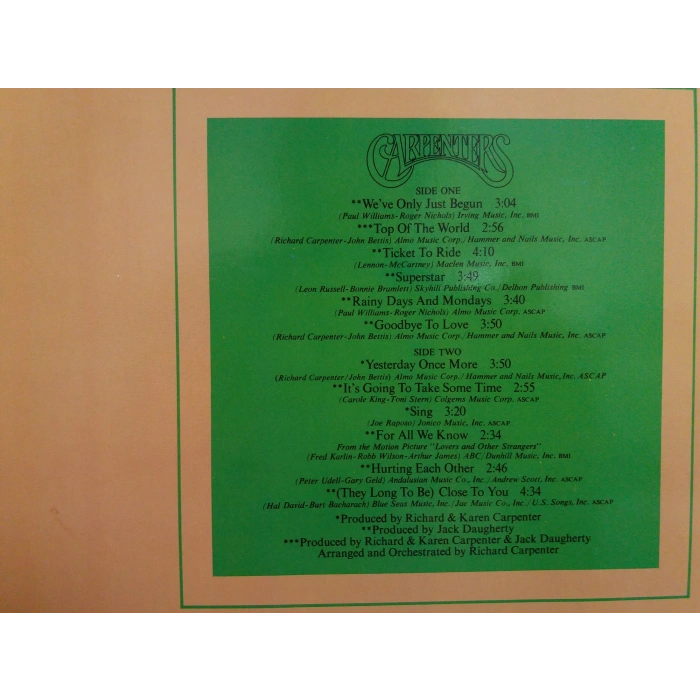 CARPENTERS
SIDE ONE
**We've Only Just Begun 3:04
(Paul Williams-Roger Nichols) Irving Music, Inc. BMI
***Top Of The World 2:56
(Richard Carpenter-John Bettis) Almo Music Corp./Hammer and Nails Music, Inc. ASCAP
**Ticket To Ride 4:10
(Lennon-McCartney) Maclen Music, Inc. BMI
**Superstar 3:49
(Leon Russell-Bonnie Bramlett) Skyhill Publishing Co./Delbon Publishing BMI
**Rainy Days And Mondays 3:40
(Paul Williams-Roger Nichols) Almo Music Corp. ASCAP
**Goodbye To Love 3:50
(Richard Carpenter-John Bettis) Almo Music Corp./Hammer and Nails Music, Inc. ASCAP
SIDE TWO
*Yesterday Once More 3:50
(Richard Carpenter/John Bettis) Almo Music Corp./Hammer and Nails Music, Inc. ASCAP
**It's Going To Take Some Time 2:55
(Carole King-Toni Stern) Colgems Music Corp. ASCAP
*Sing 3:20
(Joe Raposo) Jonico Music, Inc. ASCAP
**For All We Know 2:34
From the Motion Picture "Lovers and Other Strangers"
(Fred Karlin-Robb Wilson-Arthur James) ABC/Dunhill Music, Inc. BMI
**Hurting Each Other 2:46
(Peter Udell-Gary Geld) Andalusian Music Co., Inc./Andrew Scott, Inc. ASCAP
**(They Long To Be) Close To You 4:34
(Hal David-Burt Bacharach) Blue Seas Music, Inc./Jac Music Co., Inc./U.S. Songs, Inc. ASCAP
*Produced by Richard & Karen Carpenter
**Produced by Jack Daugherty
***Produced by Richard & Karen Carpenter & Jack Daugherty
Arranged and Orchestrated by Richard Carpenter